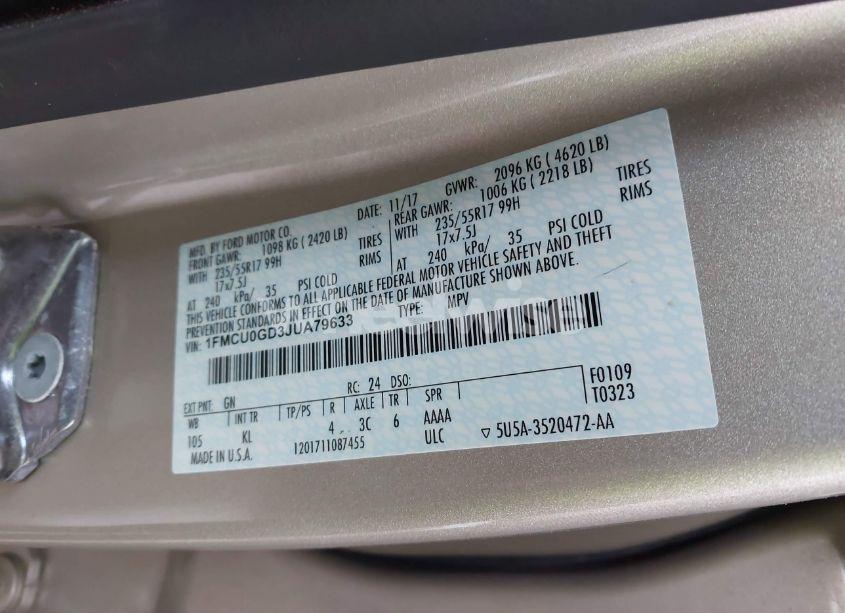 MFD. BY FORD MOTOR CO.
DATE: 11/17 GVWR: 2096 KG ( 4620 LB)
FRONT GAWR: 1098 KG ( 2420 LB)
REAR GAWR: 1006 KG ( 2218 LB)
WITH 235/55R17 99H TIRES
WITH 235/55R17 99H TIRES
17x7.5J RIMS
17x7.5J RIMS
AT 240 kPa/ 35 PSI COLD
AT 240 kPa/ 35 PSI COLD
THIS VEHICLE CONFORMS TO ALL APPLICABLE FEDERAL MOTOR VEHICLE SAFETY AND THEFT
PREVENTION STANDARDS IN EFFECT ON THE DATE OF MANUFACTURE SHOWN ABOVE.
VIN: 1FMCU0GD3JUA79633 TYPE: MPV
EXT PNT: GN RC: 24 DSO: F0109
WB INT TR TP/PS R AXLE TR SPR T0323
105 KL 4 3C 6 AAAA
MADE IN U.S.A. 1201711087455 ULC ▽ 5U5A-3520472-AA